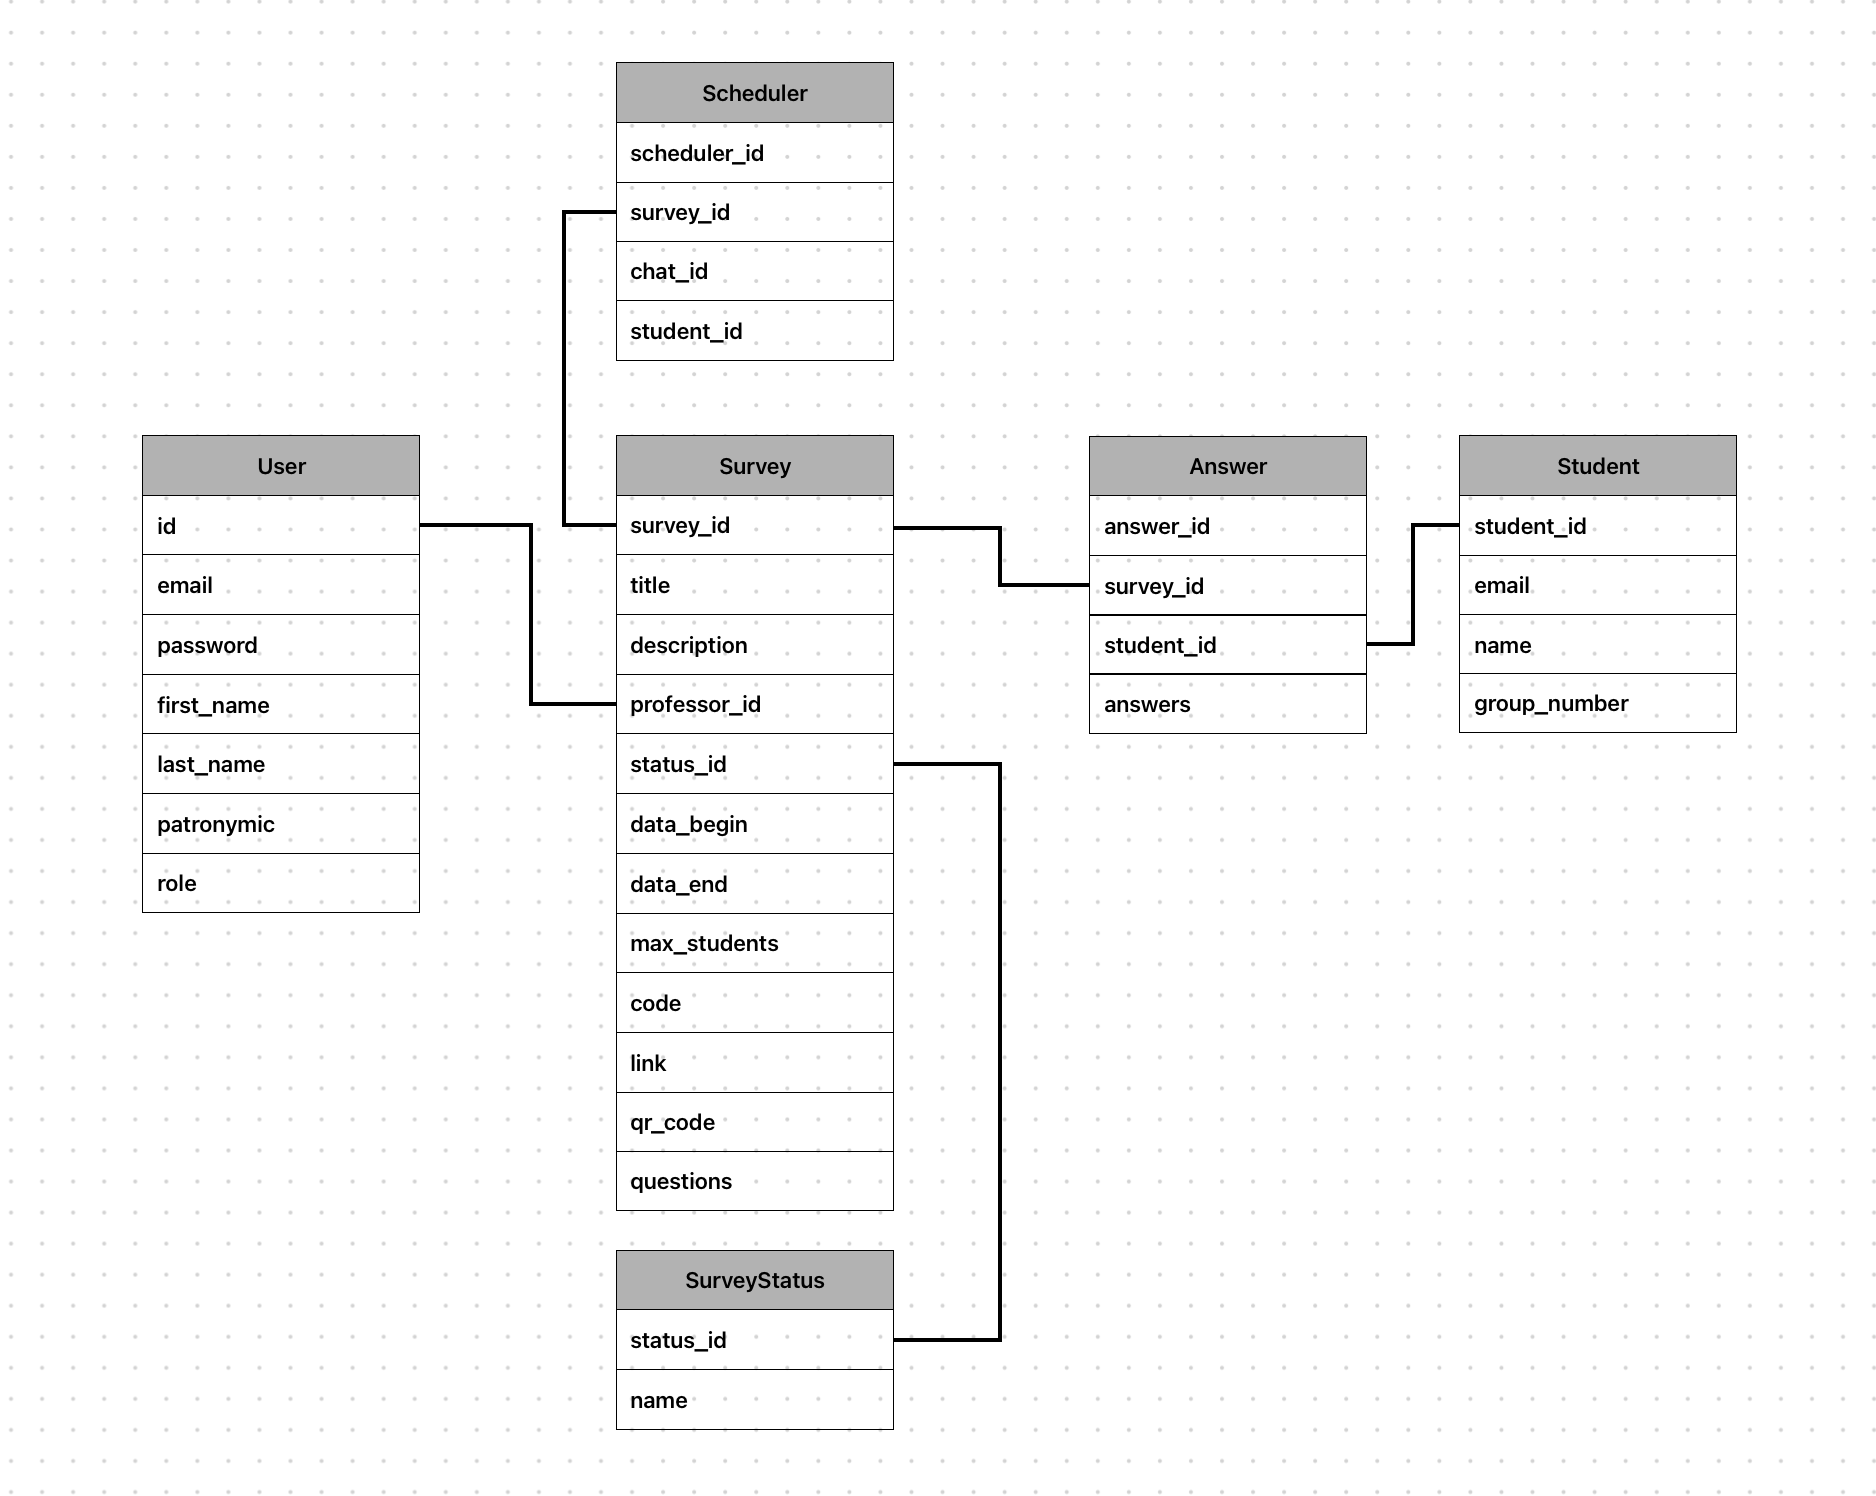 Scheduler
scheduler_id
survey_id
chat_id
student_id
User
id
email
password
first_name
last_name
patronymic
role
Survey
survey_id
title
description
professor_id
status_id
data_begin
data_end
max_students
code
link
qr_code
questions
Answer
answer_id
survey_id
student_id
answers
Student
student_id
email
name
group_number
SurveyStatus
status_id
name